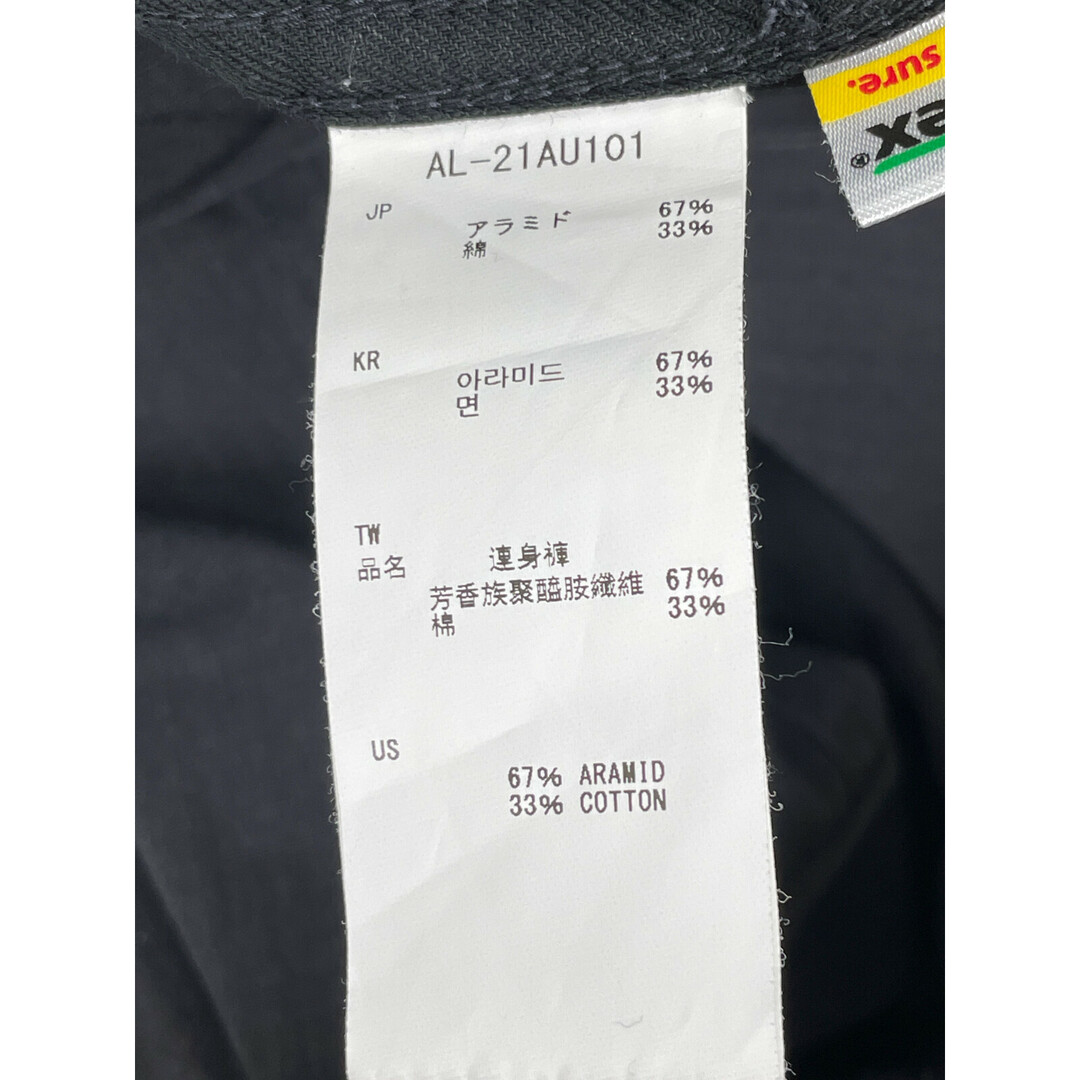 AL-21AU101
JP
アラミド 67%
綿 33%
KR
아라미드 67%
면 33%
TW
品名 連身褲
芳香族聚醯胺纖維 67%
棉 33%
US
67% ARAMID
33% COTTON
sure.
ex®